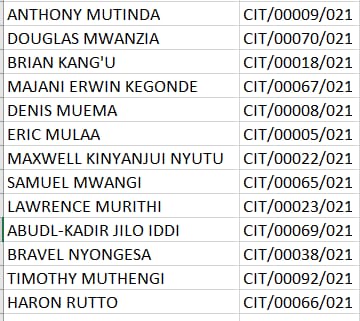 ANTHONY MUTINDA CIT/00009/021
DOUGLAS MWANZIA CIT/00070/021
BRIAN KANG'U CIT/00018/021
MAJANI ERWIN KEGONDE CIT/00067/021
DENIS MUEMA CIT/00008/021
ERIC MULAA CIT/00005/021
MAXWELL KINYANJUI NYUTU CIT/00022/021
SAMUEL MWANGI CIT/00065/021
LAWRENCE MURITHI CIT/00023/021
ABUDL-KADIR JILO IDDI CIT/00069/021
BRAVEL NYONGESA CIT/00038/021
TIMOTHY MUTHENGI CIT/00092/021
HARON RUTTO CIT/00066/021